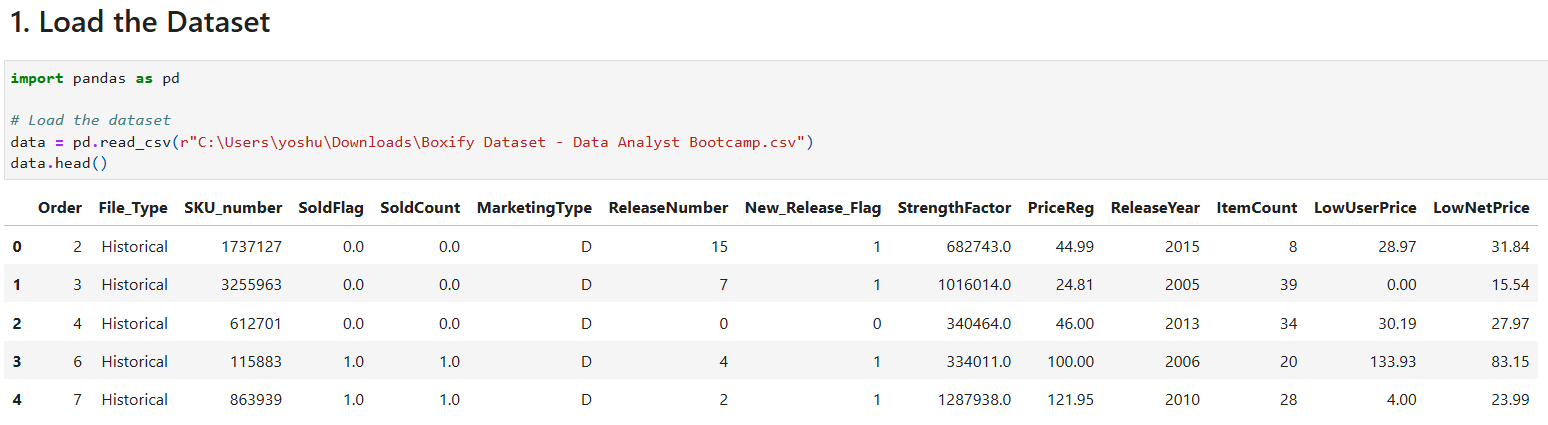 1. Load the Dataset
import pandas as pd
# Load the dataset
data = pd.read_csv(r"C:\Users\yoshu\Downloads\Boxify Dataset - Data Analyst Bootcamp.csv")
data.head()
Order File_Type SKU_number SoldFlag SoldCount MarketingType ReleaseNumber New_Release_Flag StrengthFactor PriceReg ReleaseYear ItemCount LowUserPrice LowNetPrice
0 2 Historical 1737127 0.0 0.0 D 15 1 682743.0 44.99 2015 8 28.97 31.84
1 3 Historical 3255963 0.0 0.0 D 7 1 1016014.0 24.81 2005 39 0.00 15.54
2 4 Historical 612701 0.0 0.0 D 0 0 340464.0 46.00 2013 34 30.19 27.97
3 6 Historical 115883 1.0 1.0 D 4 1 334011.0 100.00 2006 20 133.93 83.15
4 7 Historical 863939 1.0 1.0 D 2 1 1287938.0 121.95 2010 28 4.00 23.99